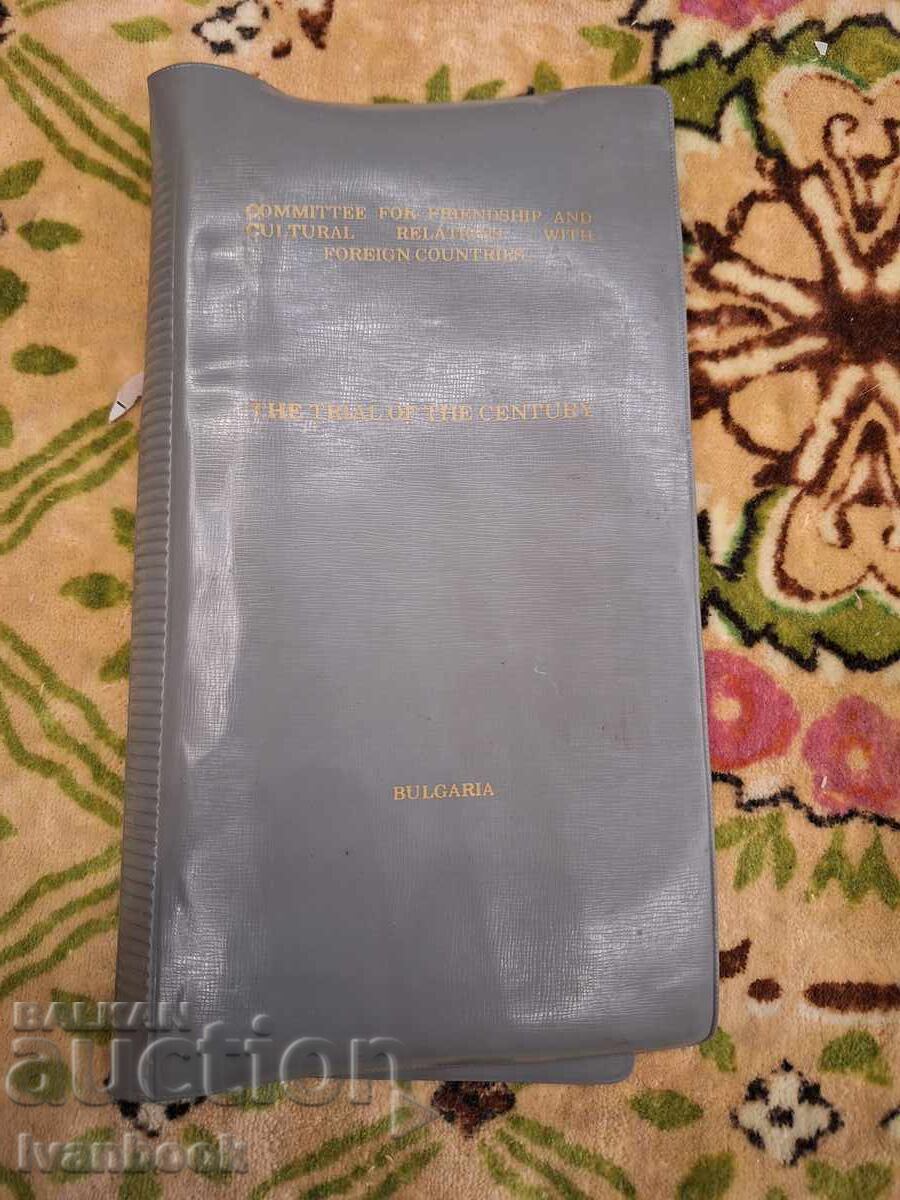 COMMITTEE FOR FRIENDSHIP AND
CULTURAL RELATIONS WITH
FOREIGN COUNTRIES
THE TRIAL OF THE CENTURY
BULGARIA
BALKAN
auction
Ivanbook